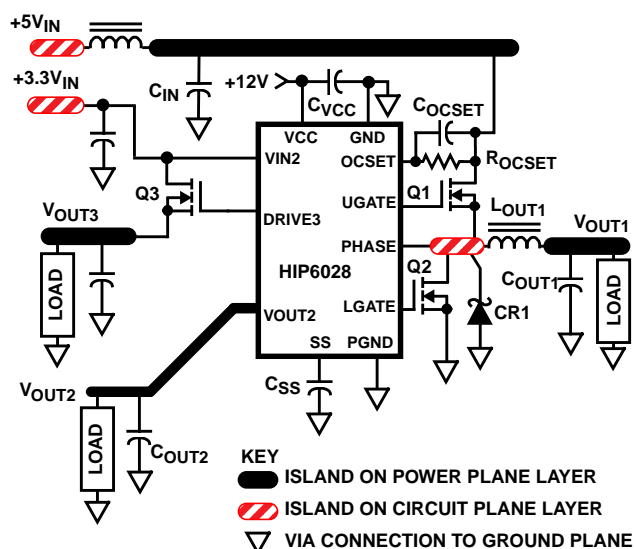 +5VIN
+3.3VIN
CIN
+12V
CVCC
COCSET
VCC
GND
VIN2
OCSET
ROCSET
Q3
UGATE
Q1
LOUT1
VOUT3
DRIVE3
VOUT1
PHASE
LOAD
HIP6028
Q2
COUT1
LOAD
VOUT2
LGATE
CR1
SS
PGND
CSS
VOUT2
LOAD
COUT2
KEY
ISLAND ON POWER PLANE LAYER
ISLAND ON CIRCUIT PLANE LAYER
VIA CONNECTION TO GROUND PLANE